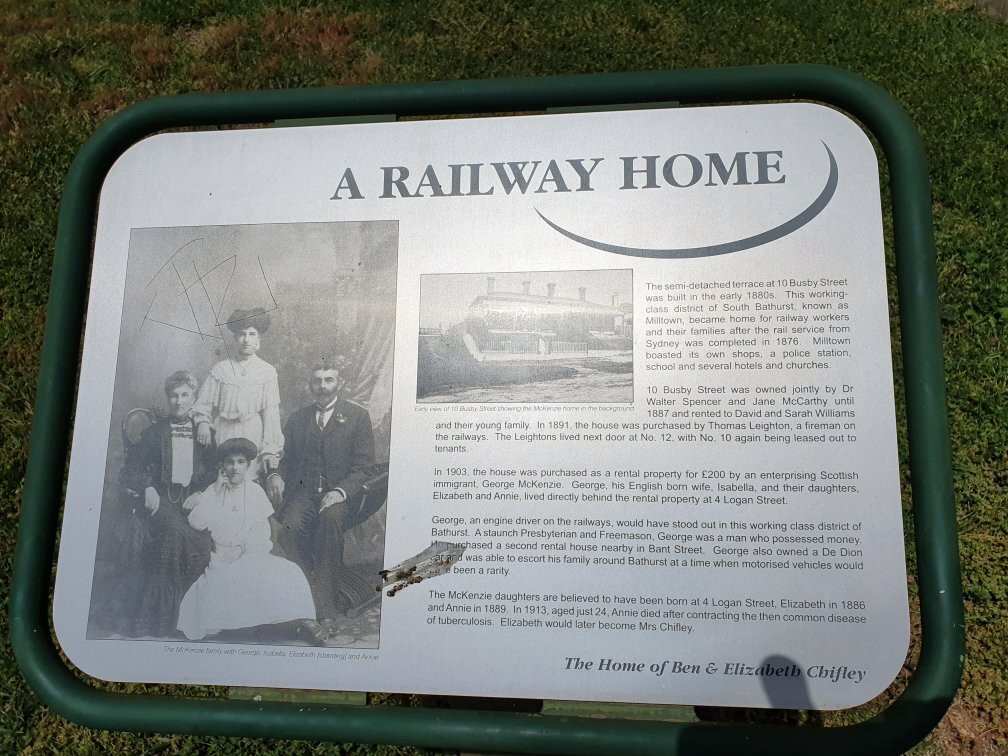 A RAILWAY HOME
The semi-detached terrace at 10 Busby Street
was built in the early 1880s. This working-
class district of South Bathurst, known as
Milltown, became home for railway workers
and their families after the rail service from
Sydney was completed in 1876. Milltown
boasted its own shops, a police station,
school and several hotels and churches.
Early view of 10 Busby Street showing the McKenzie home in the background
10 Busby Street was owned jointly by Dr
Walter Spencer and Jane McCarthy until
1887 and rented to David and Sarah Williams
and their young family. In 1891, the house was purchased by Thomas Leighton, a fireman on
the railways. The Leightons lived next door at No. 12, with No. 10 again being leased out to
tenants.
In 1903, the house was purchased as a rental property for £200 by an enterprising Scottish
immigrant, George McKenzie. George, his English born wife, Isabella, and their daughters,
Elizabeth and Annie, lived directly behind the rental property at 4 Logan Street.
George, an engine driver on the railways, would have stood out in this working class district of
Bathurst. A staunch Presbyterian and Freemason, George was a man who possessed money.
purchased a second rental house nearby in Bant Street. George also owned a De Dion
was able to escort his family around Bathurst at a time when motorised vehicles would
been a rarity.
The McKenzie daughters are believed to have been born at 4 Logan Street, Elizabeth in 1886
and Annie in 1889. In 1913, aged just 24, Annie died after contracting the then common disease
of tuberculosis. Elizabeth would later become Mrs Chifley.
The McKenzie family with George, Isabella, Elizabeth [standing] and Annie
The Home of Ben & Elizabeth Chifley